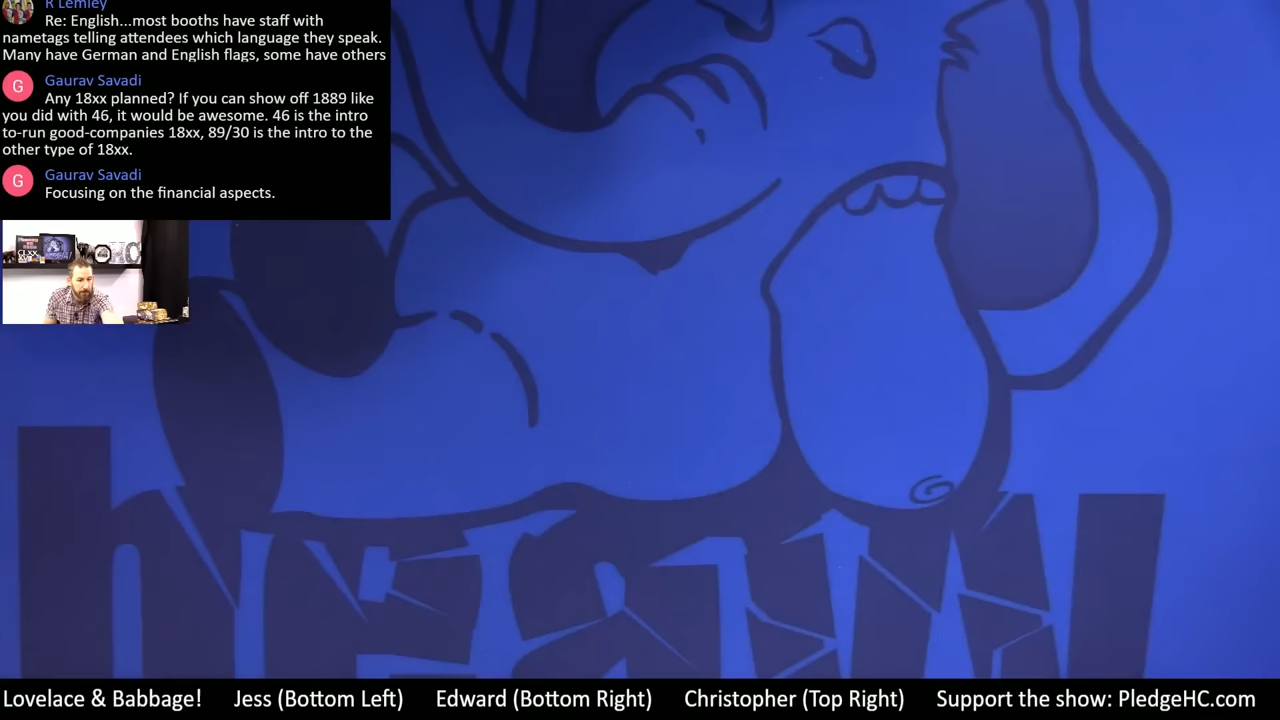 R Lemley
Re: English...most booths have staff with
nametags telling attendees which language they speak.
Many have German and English flags, some have others
G
Gaurav Savadi
Any 18xx planned? If you can show off 1889 like
you did with 46, it would be awesome. 46 is the intro
to-run good-companies 18xx, 89/30 is the intro to the
other type of 18xx.
G
Gaurav Savadi
Focusing on the financial aspects.
heavy
Lovelace & Babbage! Jess (Bottom Left) Edward (Bottom Right) Christopher (Top Right) Support the show: PledgeHC.com